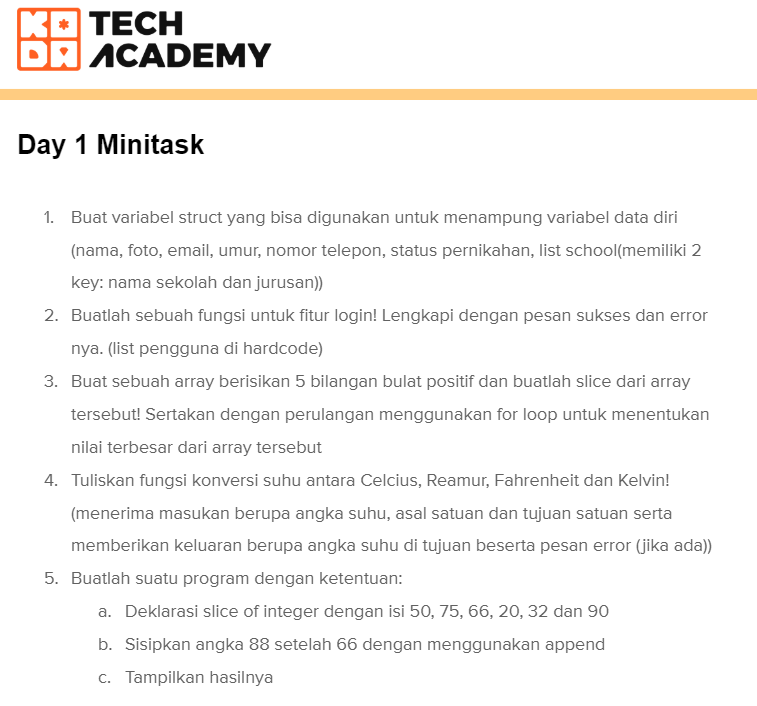 KODA TECH
ACADEMY
Day 1 Minitask
1. Buat variabel struct yang bisa digunakan untuk menampung variabel data diri
(nama, foto, email, umur, nomor telepon, status pernikahan, list school(memiliki 2
key: nama sekolah dan jurusan))
2. Buatlah sebuah fungsi untuk fitur login! Lengkapi dengan pesan sukses dan error
nya. (list pengguna di hardcode)
3. Buat sebuah array berisikan 5 bilangan bulat positif dan buatlah slice dari array
tersebut! Sertakan dengan perulangan menggunakan for loop untuk menentukan
nilai terbesar dari array tersebut
4. Tuliskan fungsi konversi suhu antara Celcius, Reamur, Fahrenheit dan Kelvin!
(menerima masukan berupa angka suhu, asal satuan dan tujuan satuan serta
memberikan keluaran berupa angka suhu di tujuan beserta pesan error (jika ada))
5. Buatlah suatu program dengan ketentuan:
a. Deklarasi slice of integer dengan isi 50, 75, 66, 20, 32 dan 90
b. Sisipkan angka 88 setelah 66 dengan menggunakan append
c. Tampilkan hasilnya